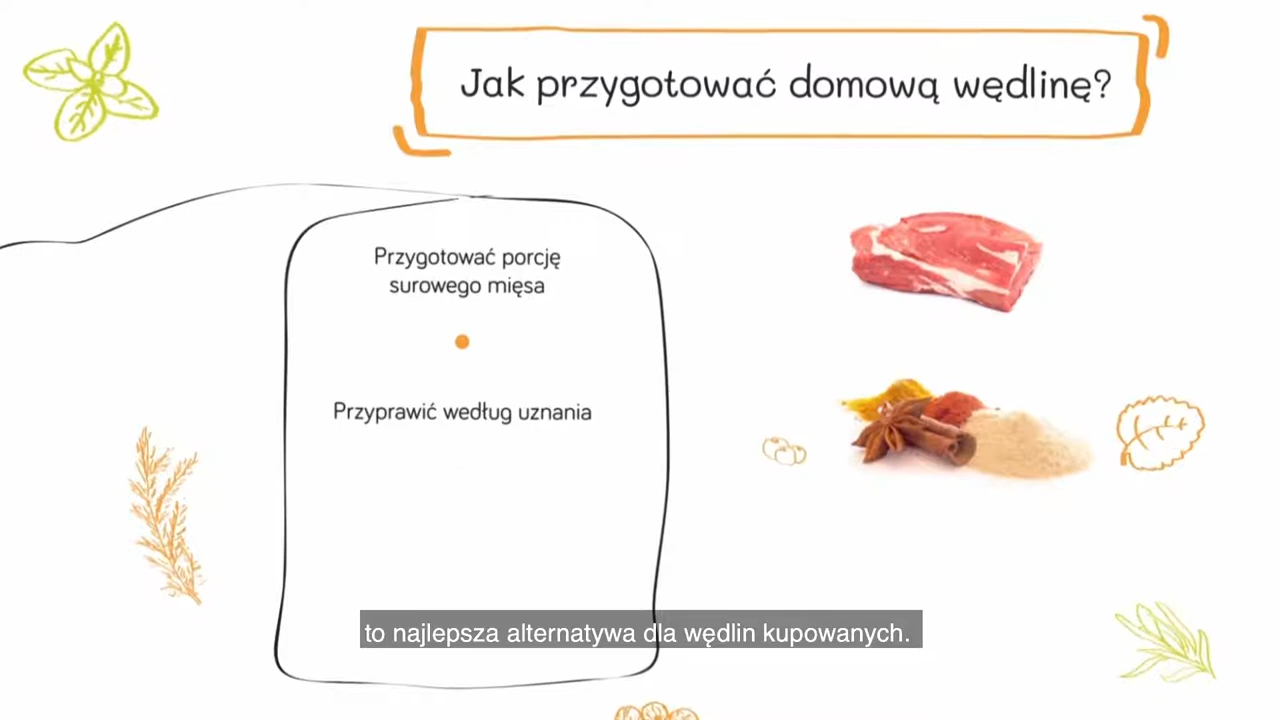 Jak przygotować domową wędlinę?
Przygotować porcję
surowego mięsa
Przyprawić według uznania
to najlepsza alternatywa dla wędlin kupowanych.